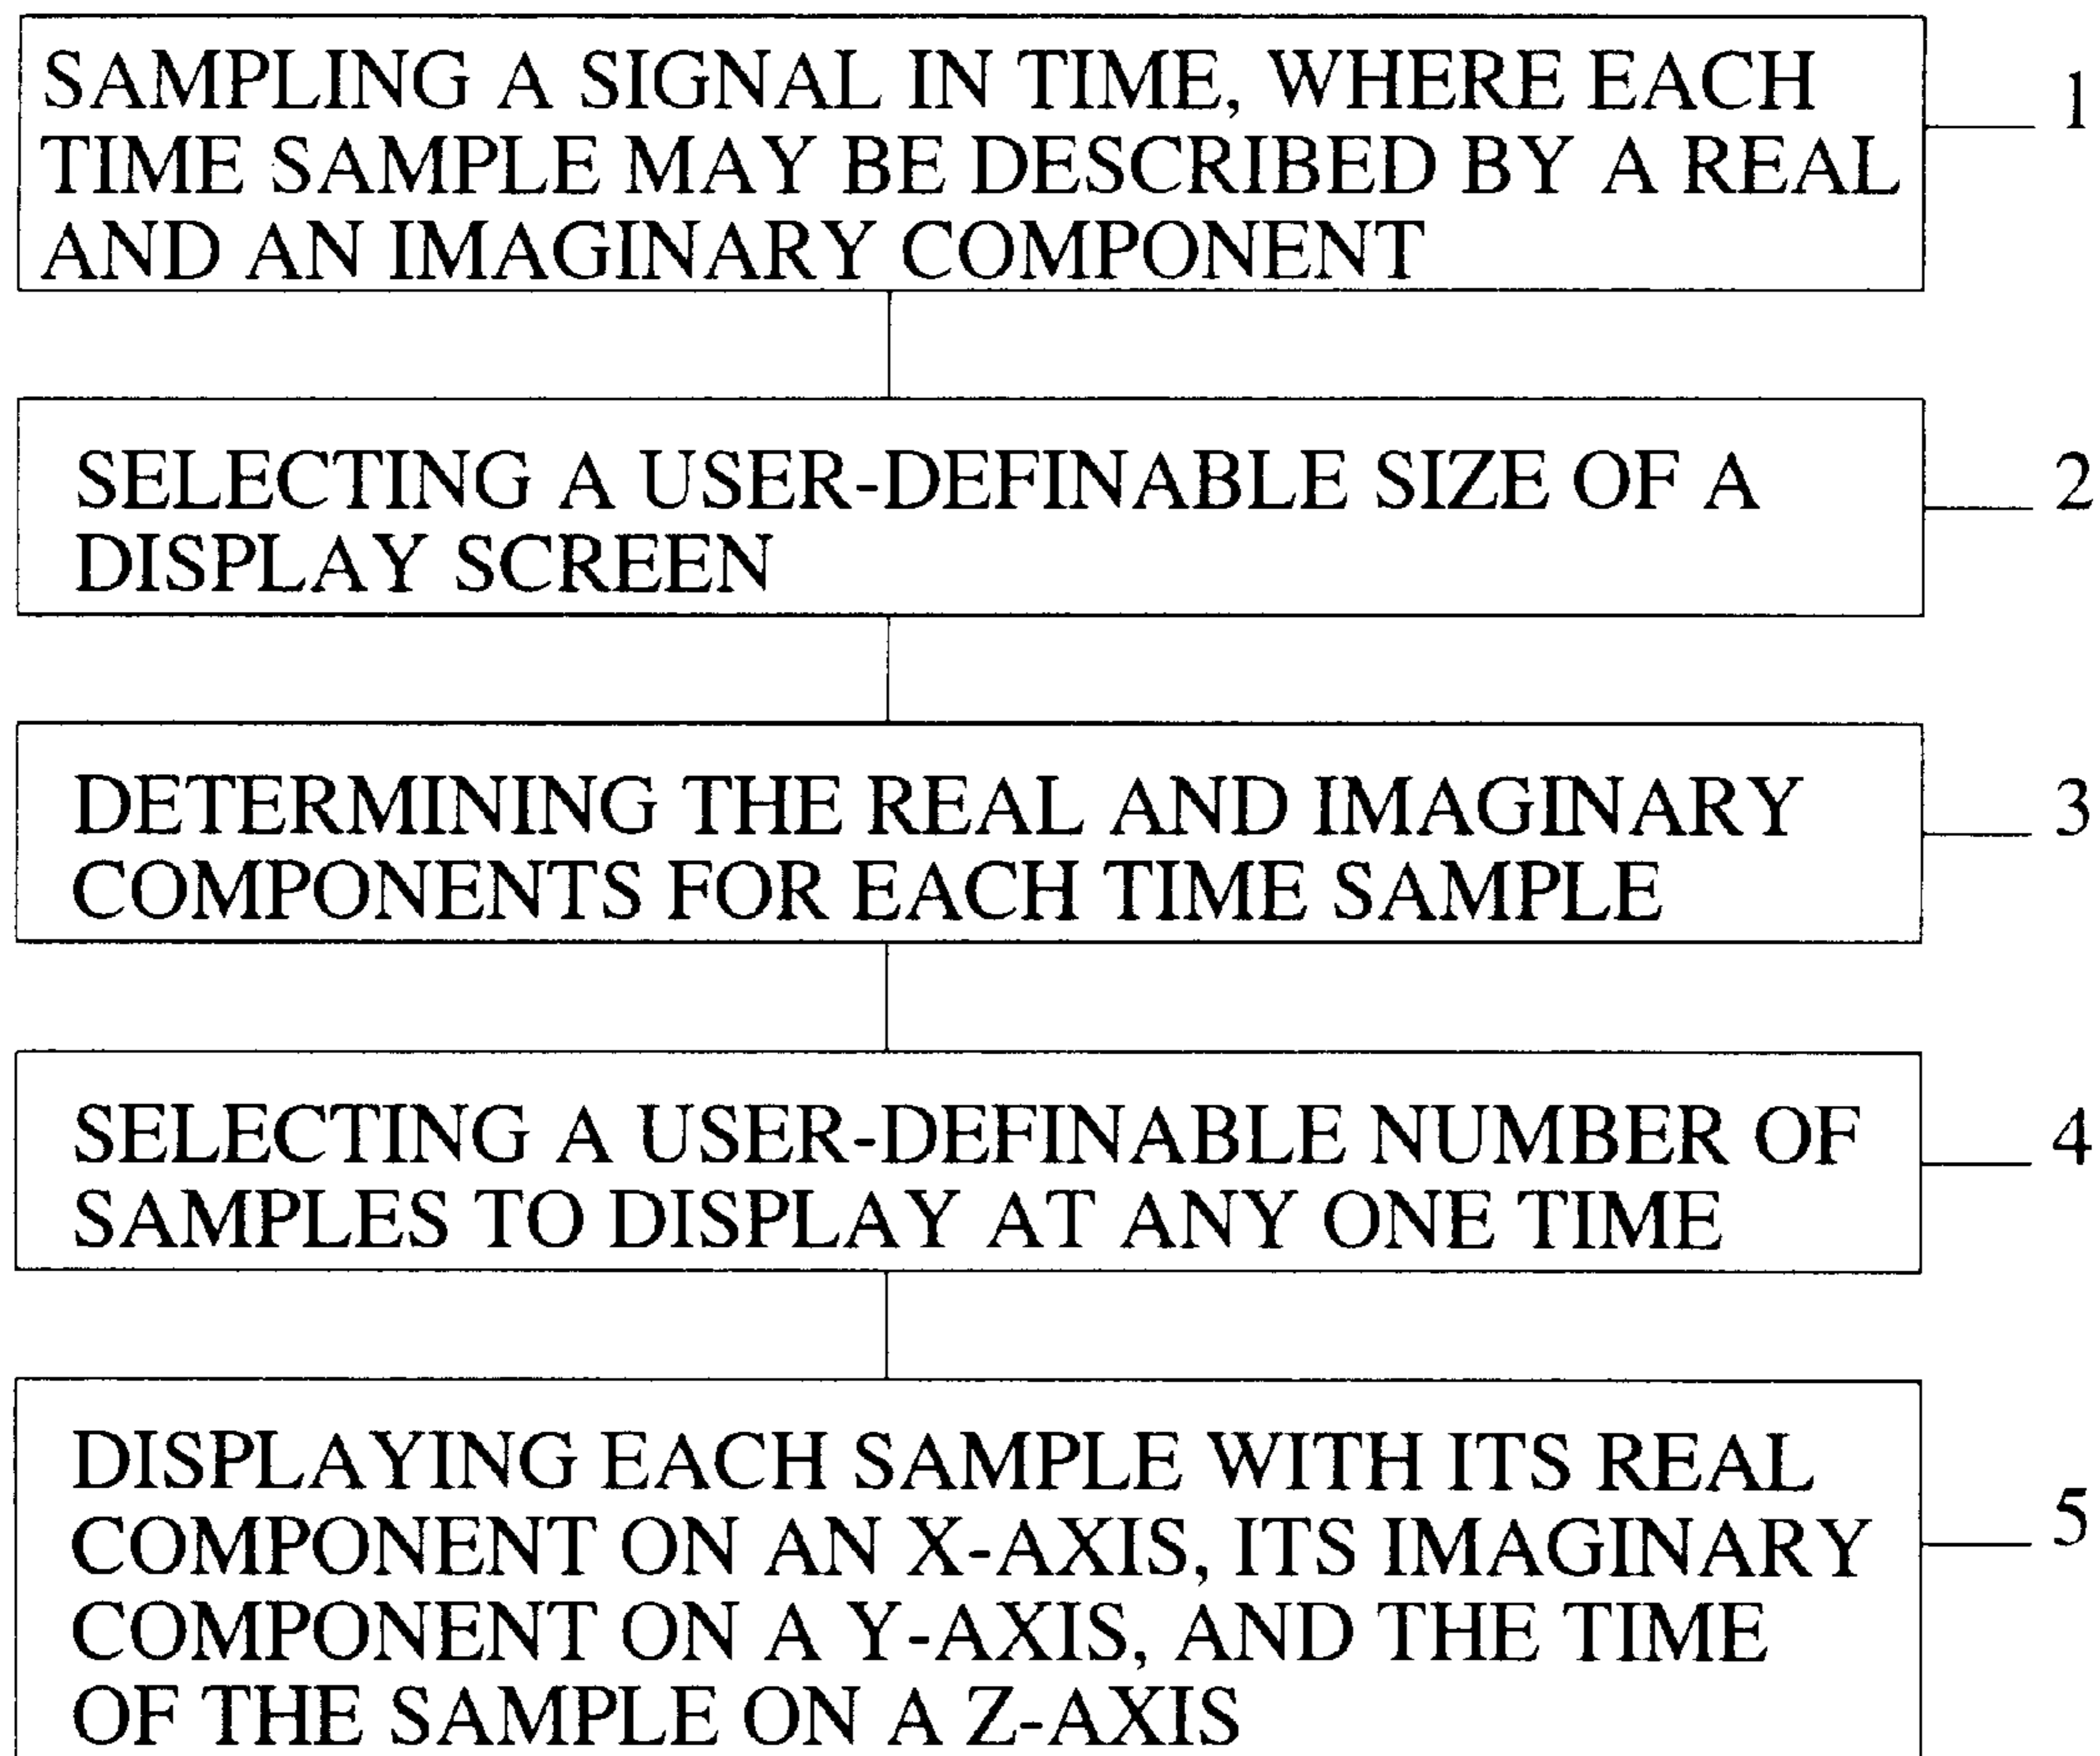 SAMPLING A SIGNAL IN TIME, WHERE EACH
TIME SAMPLE MAY BE DESCRIBED BY A REAL
AND AN IMAGINARY COMPONENT
1
SELECTING A USER-DEFINABLE SIZE OF A
DISPLAY SCREEN
2
DETERMINING THE REAL AND IMAGINARY
COMPONENTS FOR EACH TIME SAMPLE
3
SELECTING A USER-DEFINABLE NUMBER OF
SAMPLES TO DISPLAY AT ANY ONE TIME
4
DISPLAYING EACH SAMPLE WITH ITS REAL
COMPONENT ON AN X-AXIS, ITS IMAGINARY
COMPONENT ON A Y-AXIS, AND THE TIME
OF THE SAMPLE ON A Z-AXIS
5